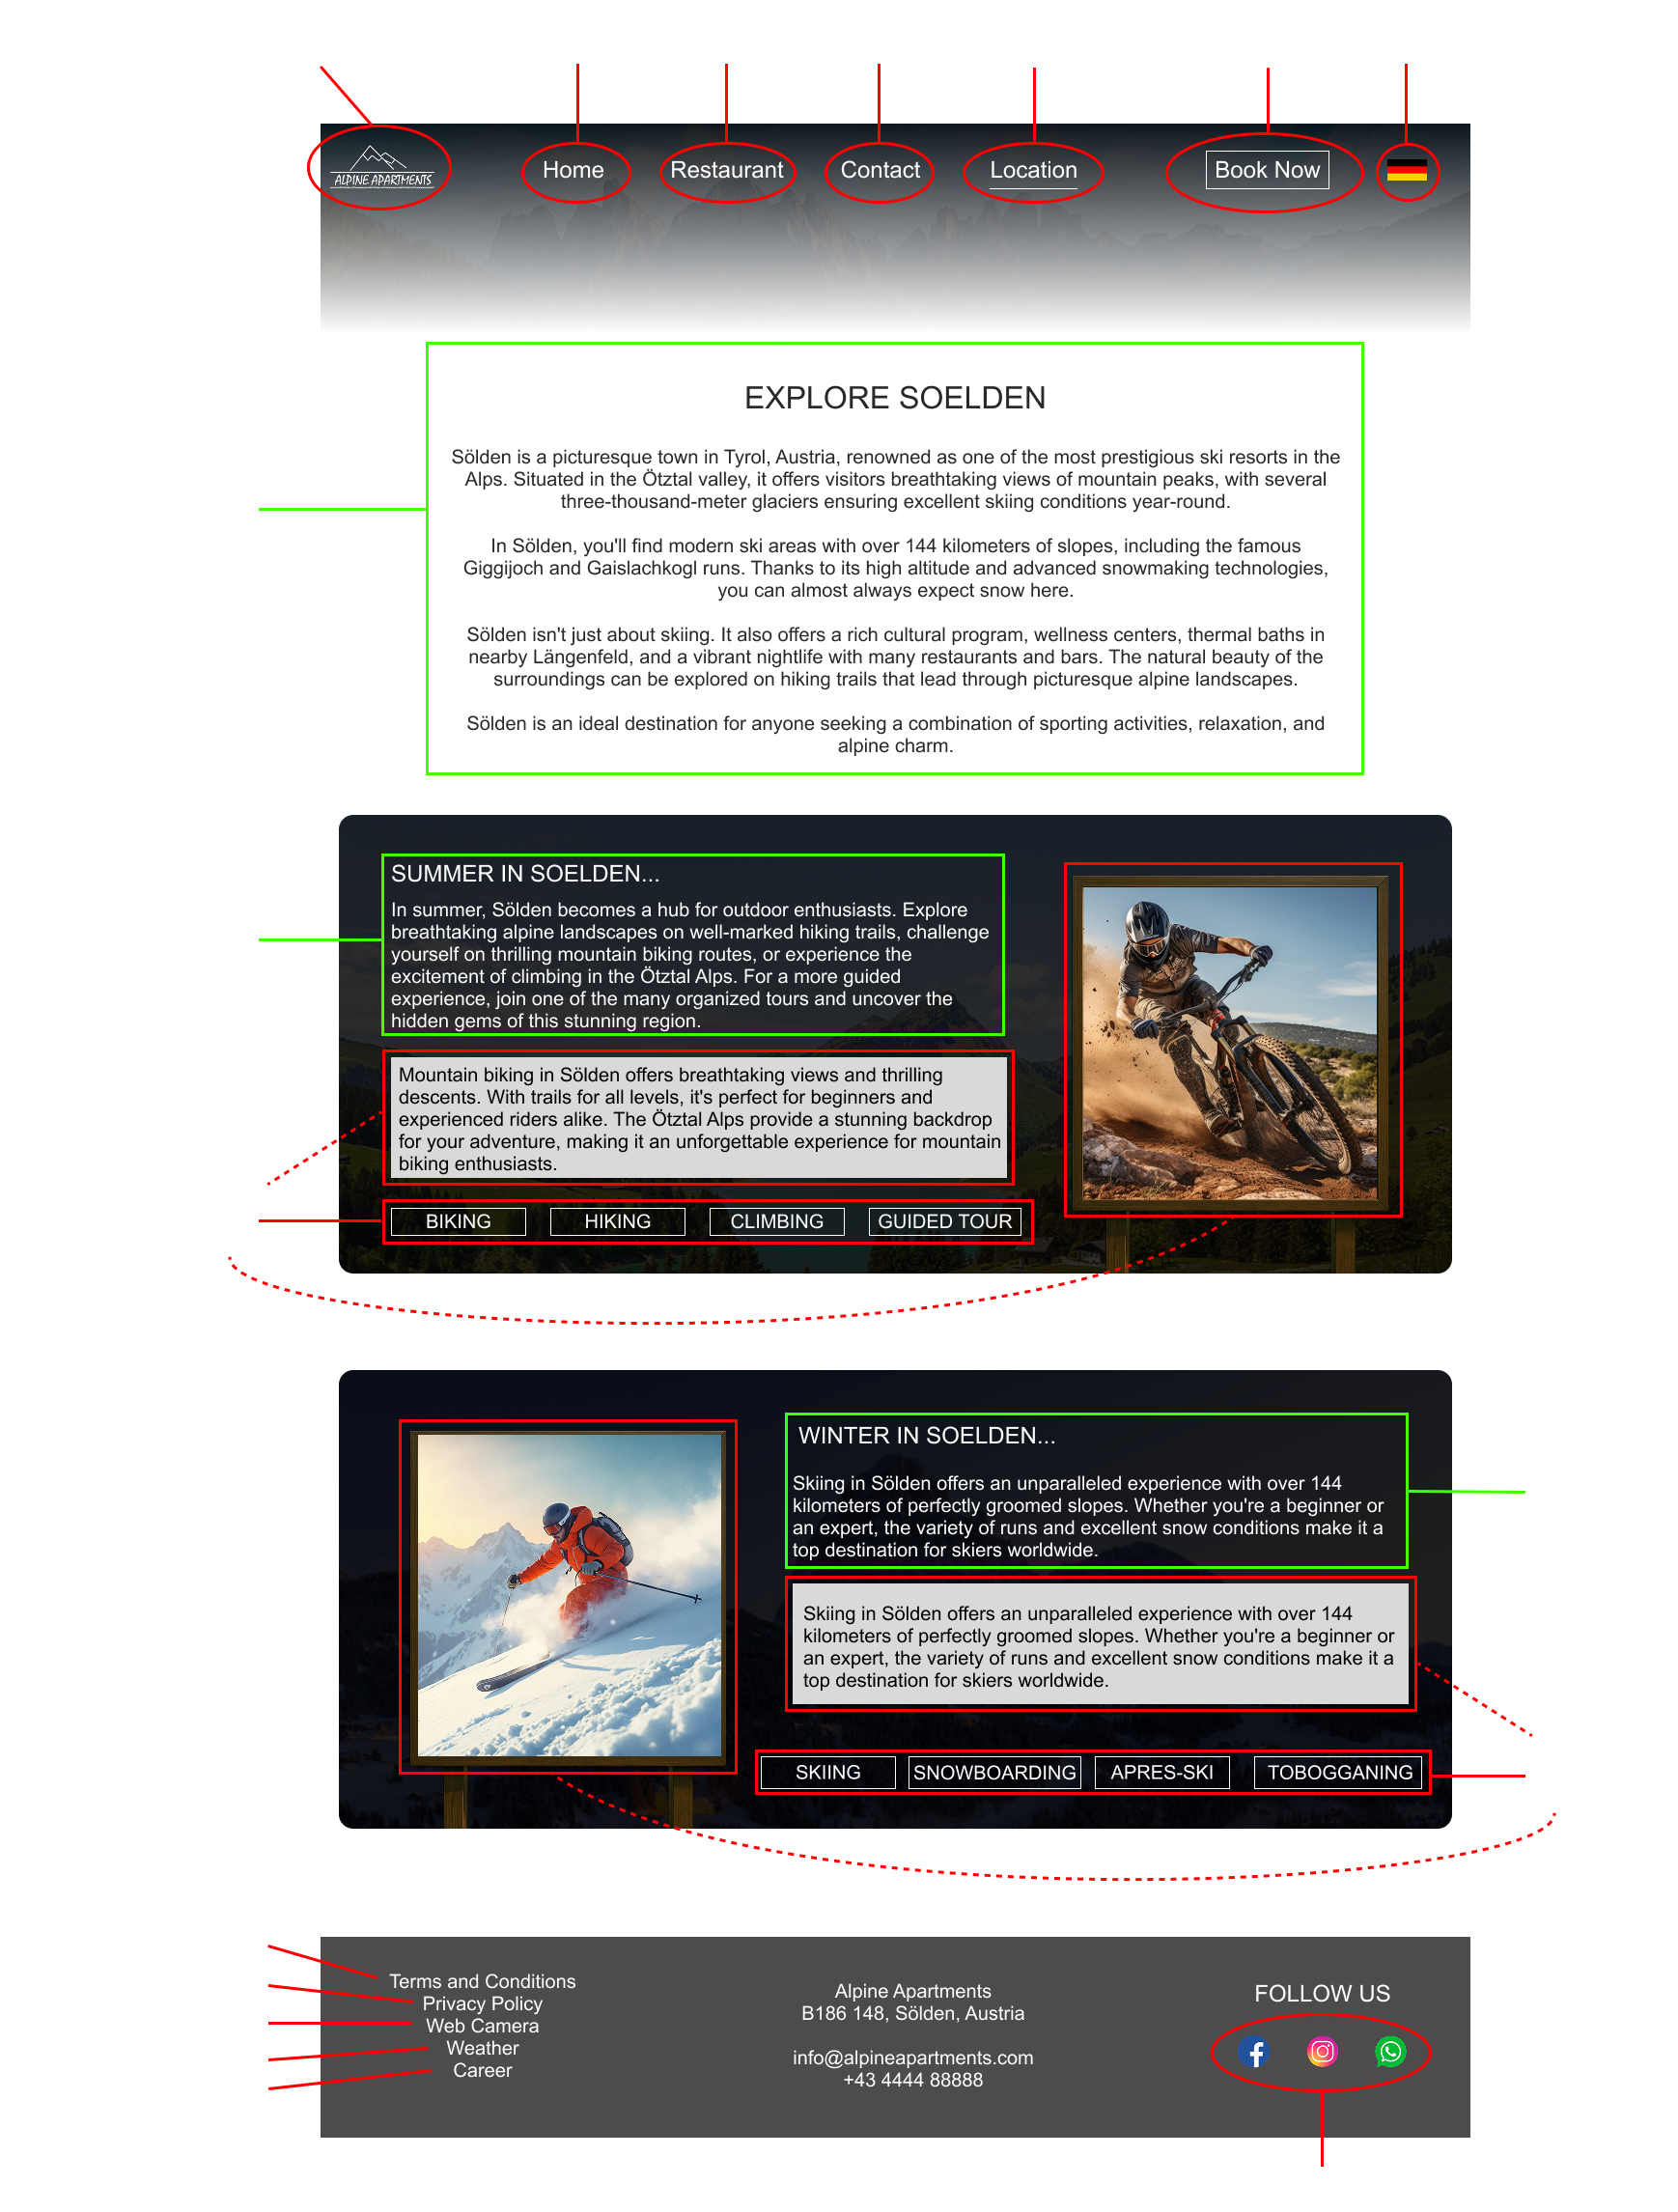 ALPINE APARTMENTS
Home
Restaurant
Contact
Location
Book Now
EXPLORE SOELDEN
Sölden is a picturesque town in Tyrol, Austria, renowned as one of the most prestigious ski resorts in the
Alps. Situated in the Ötztal valley, it offers visitors breathtaking views of mountain peaks, with several
three-thousand-meter glaciers ensuring excellent skiing conditions year-round.
In Sölden, you'll find modern ski areas with over 144 kilometers of slopes, including the famous
Giggijoch and Gaislachkogl runs. Thanks to its high altitude and advanced snowmaking technologies,
you can almost always expect snow here.
Sölden isn't just about skiing. It also offers a rich cultural program, wellness centers, thermal baths in
nearby Längenfeld, and a vibrant nightlife with many restaurants and bars. The natural beauty of the
surroundings can be explored on hiking trails that lead through picturesque alpine landscapes.
Sölden is an ideal destination for anyone seeking a combination of sporting activities, relaxation, and
alpine charm.
SUMMER IN SOELDEN...
In summer, Sölden becomes a hub for outdoor enthusiasts. Explore
breathtaking alpine landscapes on well-marked hiking trails, challenge
yourself on thrilling mountain biking routes, or experience the
excitement of climbing in the Ötztal Alps. For a more guided
experience, join one of the many organized tours and uncover the
hidden gems of this stunning region.
Mountain biking in Sölden offers breathtaking views and thrilling
descents. With trails for all levels, it's perfect for beginners and
experienced riders alike. The Ötztal Alps provide a stunning backdrop
for your adventure, making it an unforgettable experience for mountain
biking enthusiasts.
BIKING
HIKING
CLIMBING
GUIDED TOUR
WINTER IN SOELDEN...
Skiing in Sölden offers an unparalleled experience with over 144
kilometers of perfectly groomed slopes. Whether you're a beginner or
an expert, the variety of runs and excellent snow conditions make it a
top destination for skiers worldwide.
Skiing in Sölden offers an unparalleled experience with over 144
kilometers of perfectly groomed slopes. Whether you're a beginner or
an expert, the variety of runs and excellent snow conditions make it a
top destination for skiers worldwide.
SKIING
SNOWBOARDING
APRES-SKI
TOBOGGANING
Terms and Conditions
Privacy Policy
Web Camera
Weather
Career
Alpine Apartments
B186 148, Sölden, Austria
info@alpineapartments.com
+43 4444 88888
FOLLOW US